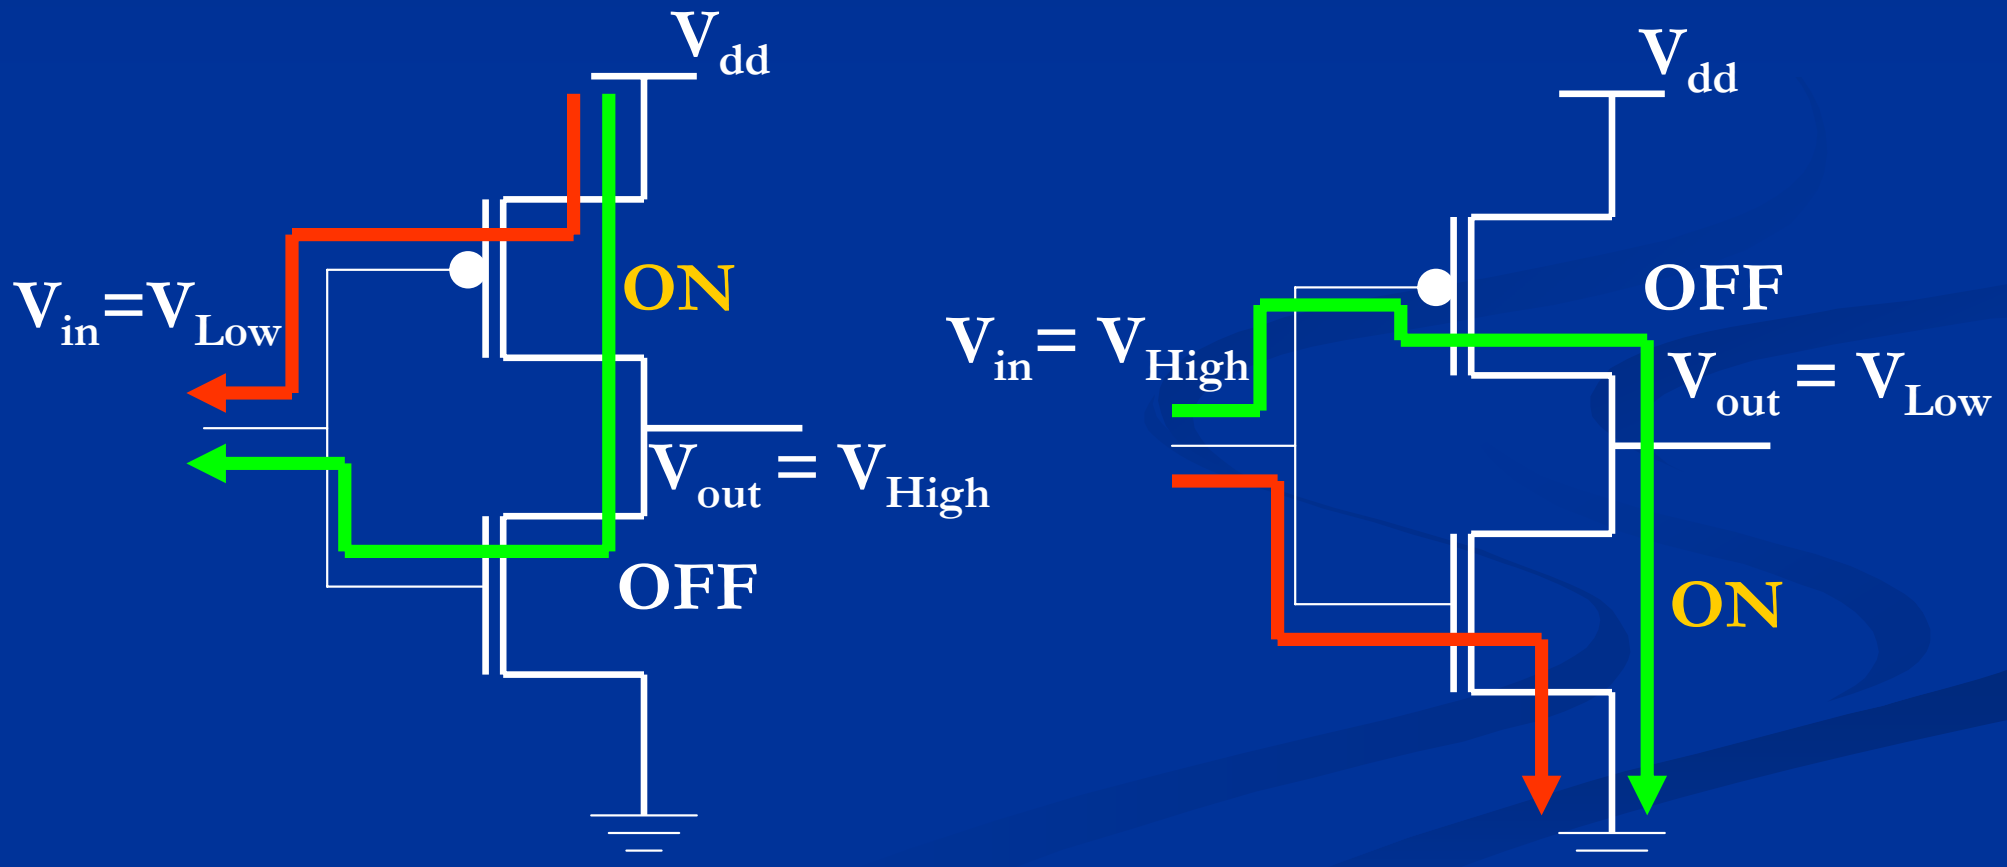 Vdd
ON
Vin=VLow
Vout = VHigh
OFF
Vdd
OFF
Vin= VHigh
Vout = VLow
ON